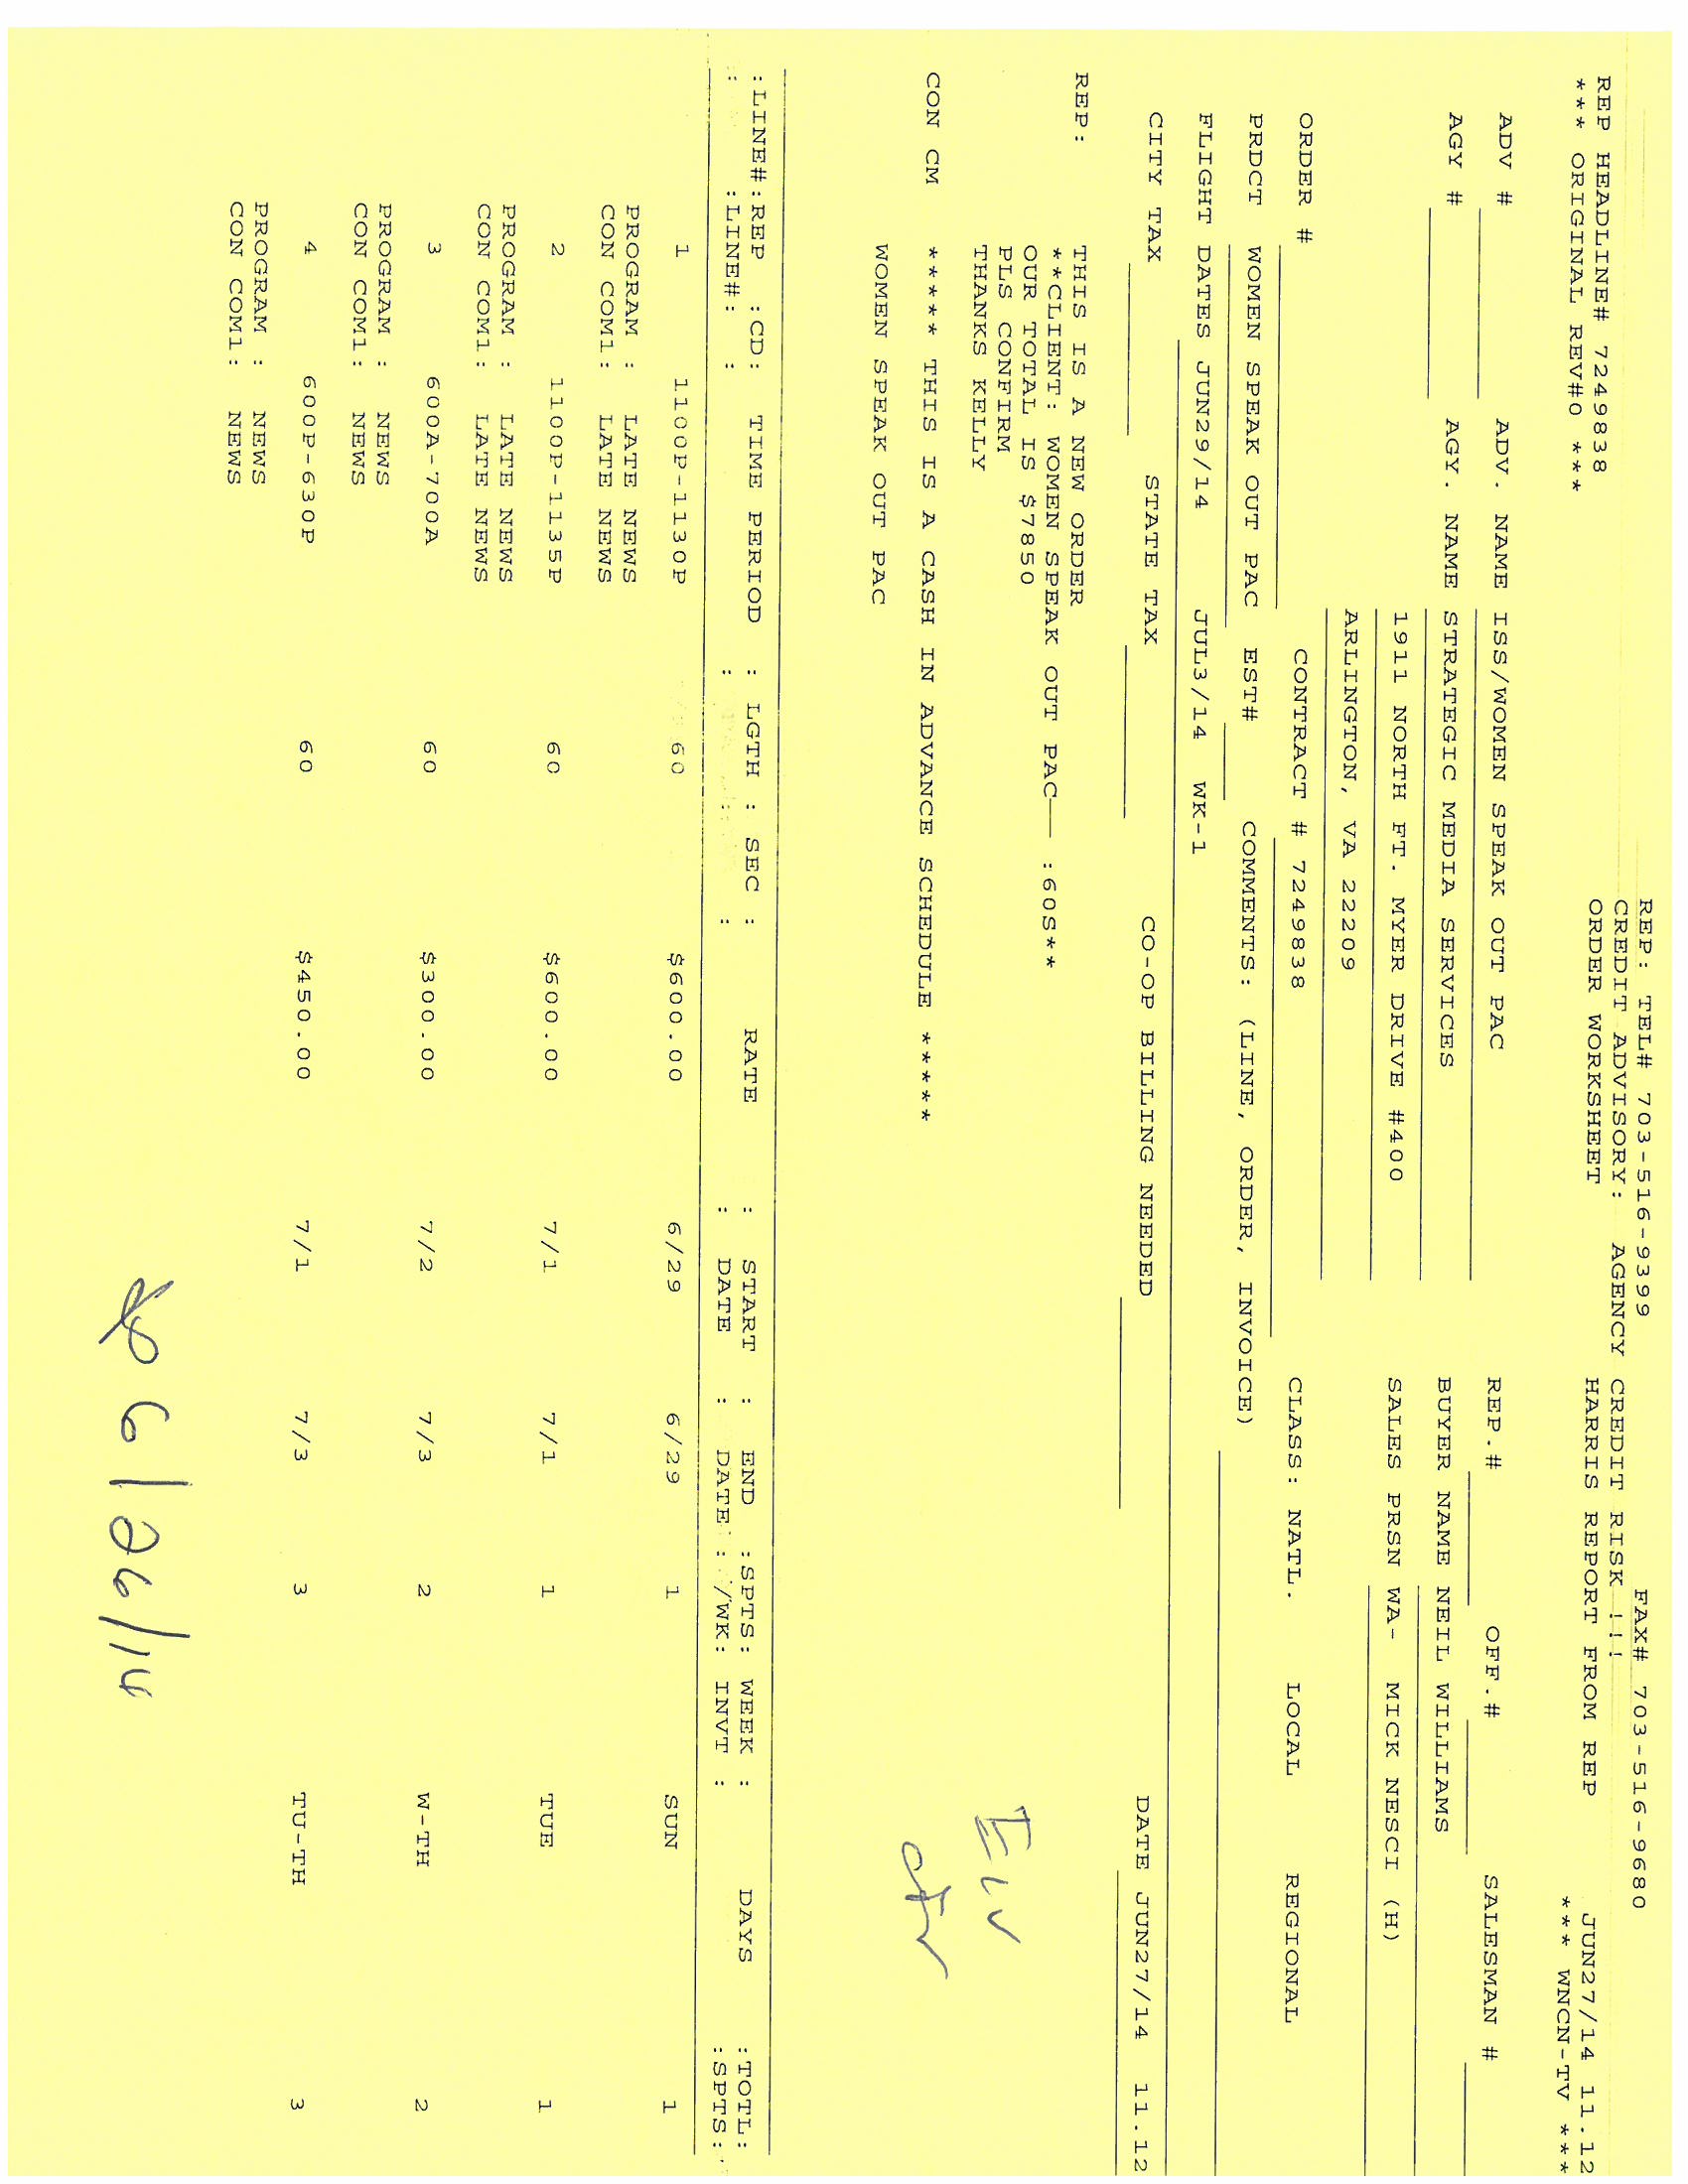 REP: TEL# 703-516-9399 FAX# 703-516-9680
CREDIT ADVISORY: AGENCY CREDIT RISK !!!
REP HEADLINE# 7249838 ORDER WORKSHEET HARRIS REPORT FROM REP JUN27/14 11.12
*** ORIGINAL REV#0 *** *** WNCN-TV ***
ADV # ADV. NAME ISS/WOMEN SPEAK OUT PAC REP.# OFF.# SALESMAN #
AGY # AGY. NAME STRATEGIC MEDIA SERVICES BUYER NAME NEIL WILLIAMS
1911 NORTH FT. MYER DRIVE #400 SALES PRSN WA- MICK NESCI (H)
ARLINGTON, VA 22209
ORDER # CONTRACT # 7249838 CLASS: NATL. LOCAL REGIONAL
PRDCT WOMEN SPEAK OUT PAC EST# COMMENTS: (LINE, ORDER, INVOICE)
FLIGHT DATES JUN29/14 JUL3/14 WK-1
CITY TAX STATE TAX CO-OP BILLING NEEDED DATE JUN27/14 11.12
REP: THIS IS A NEW ORDER
**CLIENT: WOMEN SPEAK OUT PAC-- :60S**
OUR TOTAL IS $7850
PLS CONFIRM
THANKS KELLY
CON CM ***** THIS IS A CASH IN ADVANCE SCHEDULE *****
WOMEN SPEAK OUT PAC
:LINE#:REP :CD: TIME PERIOD : LGTH : SEC : RATE : START : END :SPTS: WEEK : DAYS :TOTL:
: :LINE#: : : : : : DATE : DATE : /WK: INVT : :SPTS:
1 1100P-1130P 60 $600.00 6/29 6/29 1 SUN 1
PROGRAM : LATE NEWS
CON COM1: LATE NEWS
2 1100P-1135P 60 $600.00 7/1 7/1 1 TUE 1
PROGRAM : LATE NEWS
CON COM1: LATE NEWS
3 600A-700A 60 $300.00 7/2 7/3 2 W-TH 2
PROGRAM : NEWS
CON COM1: NEWS
4 600P-630P 60 $450.00 7/1 7/3 3 TU-TH 3
PROGRAM : NEWS
CON COM1: NEWS
6/26/14